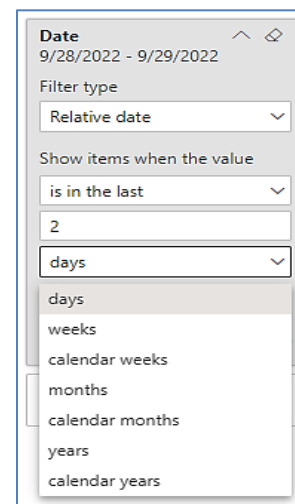 Date
9/28/2022 - 9/29/2022
Filter type
Relative date
Show items when the value
is in the last
2
days
days
weeks
calendar weeks
months
calendar months
years
calendar years